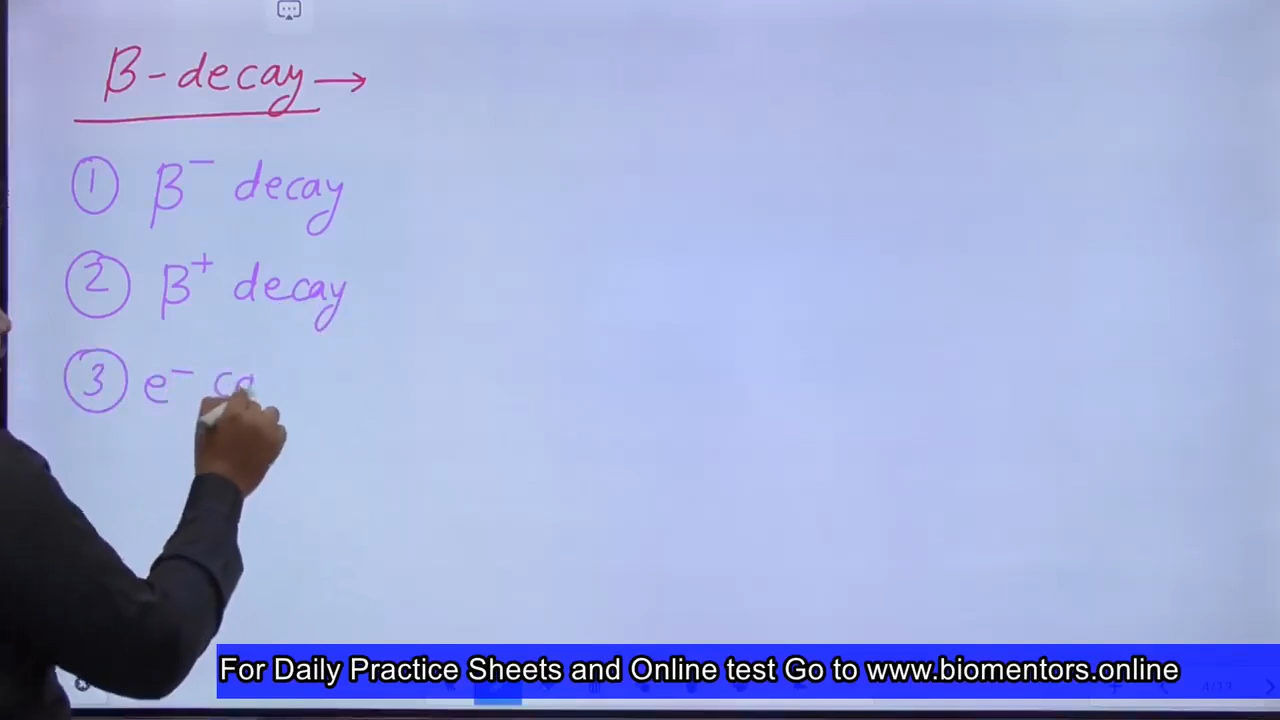 β-decay→
① β⁻ decay
② β⁺ decay
③ e⁻ ca
For Daily Practice Sheets and Online test Go to www.biomentors.online